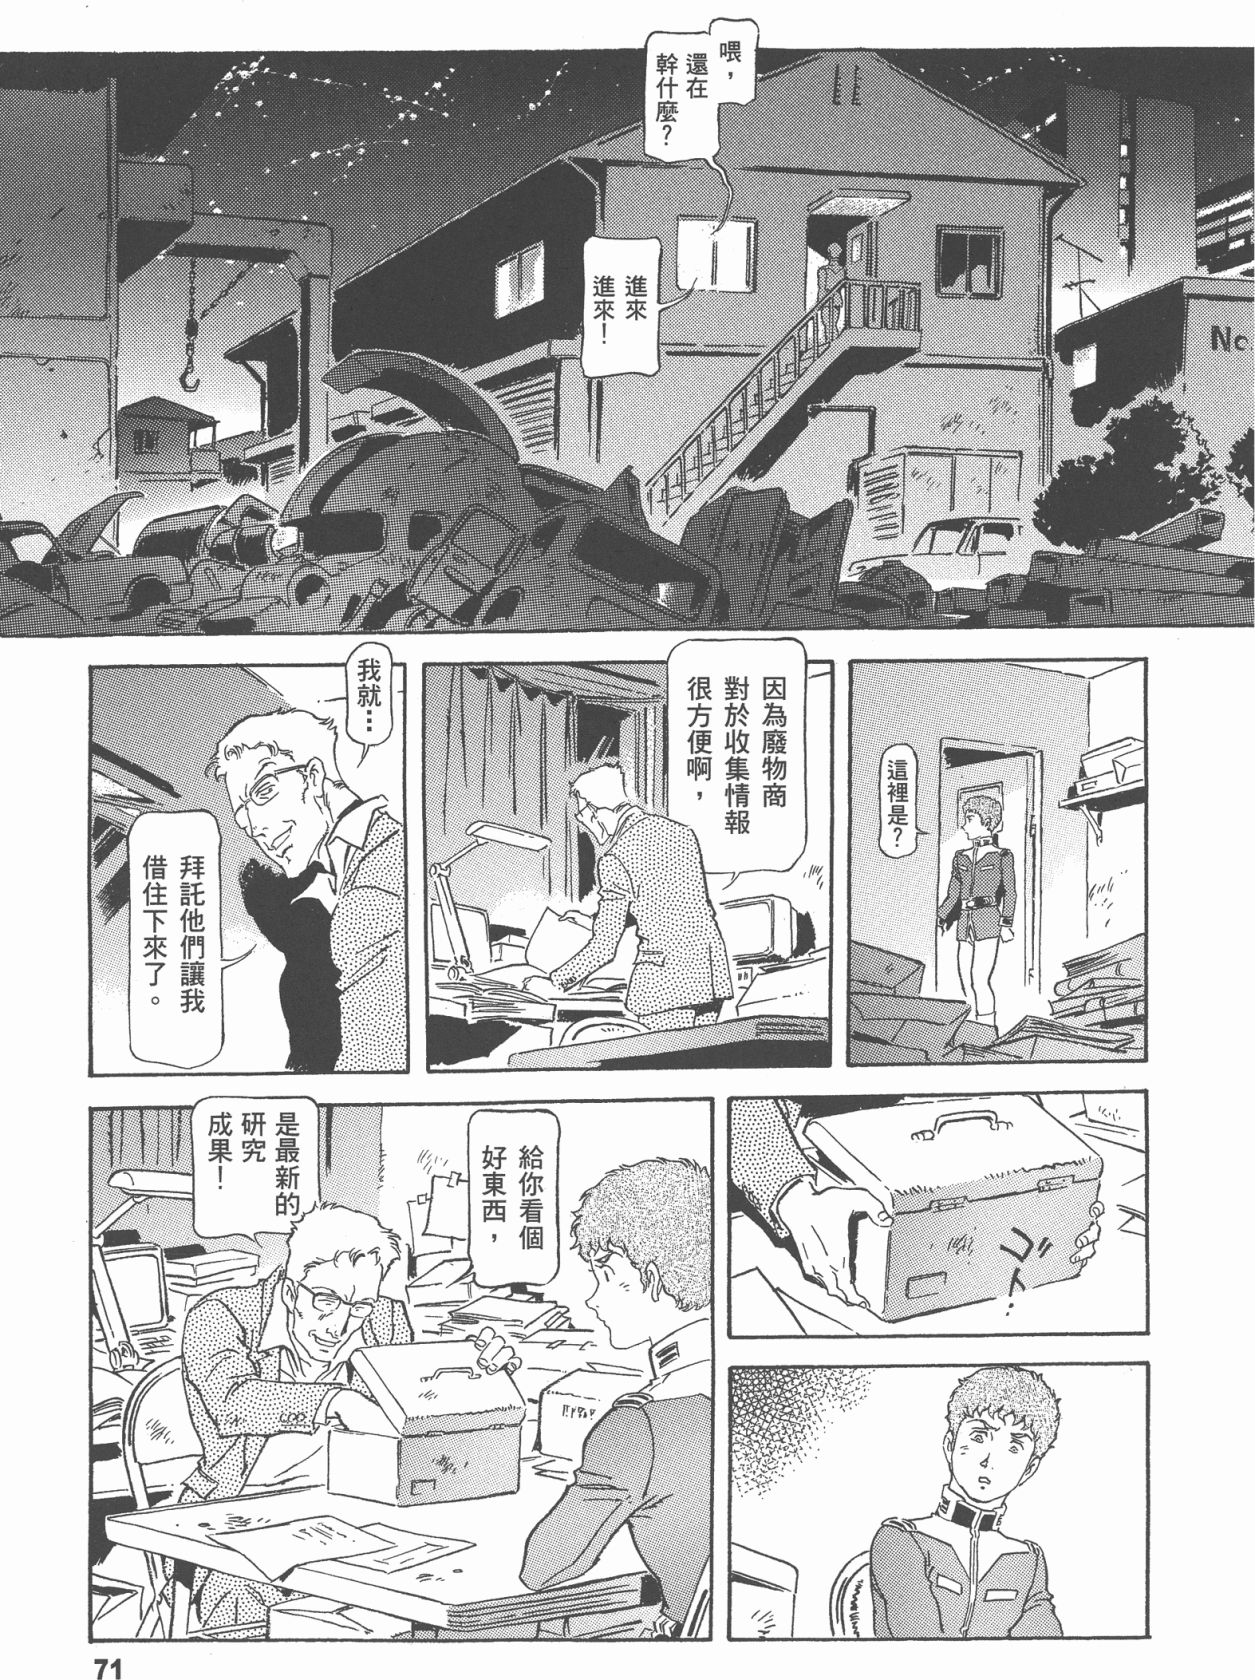 喂，
還在
幹什麼？
進來
進來！
No
這裡是？
因為廢物商
對於收集情報
很方便啊，
我就…
拜託他們讓我
借住下來了。
ゴト…
給你看個
好東西，
是最新的
研究
成果！
71